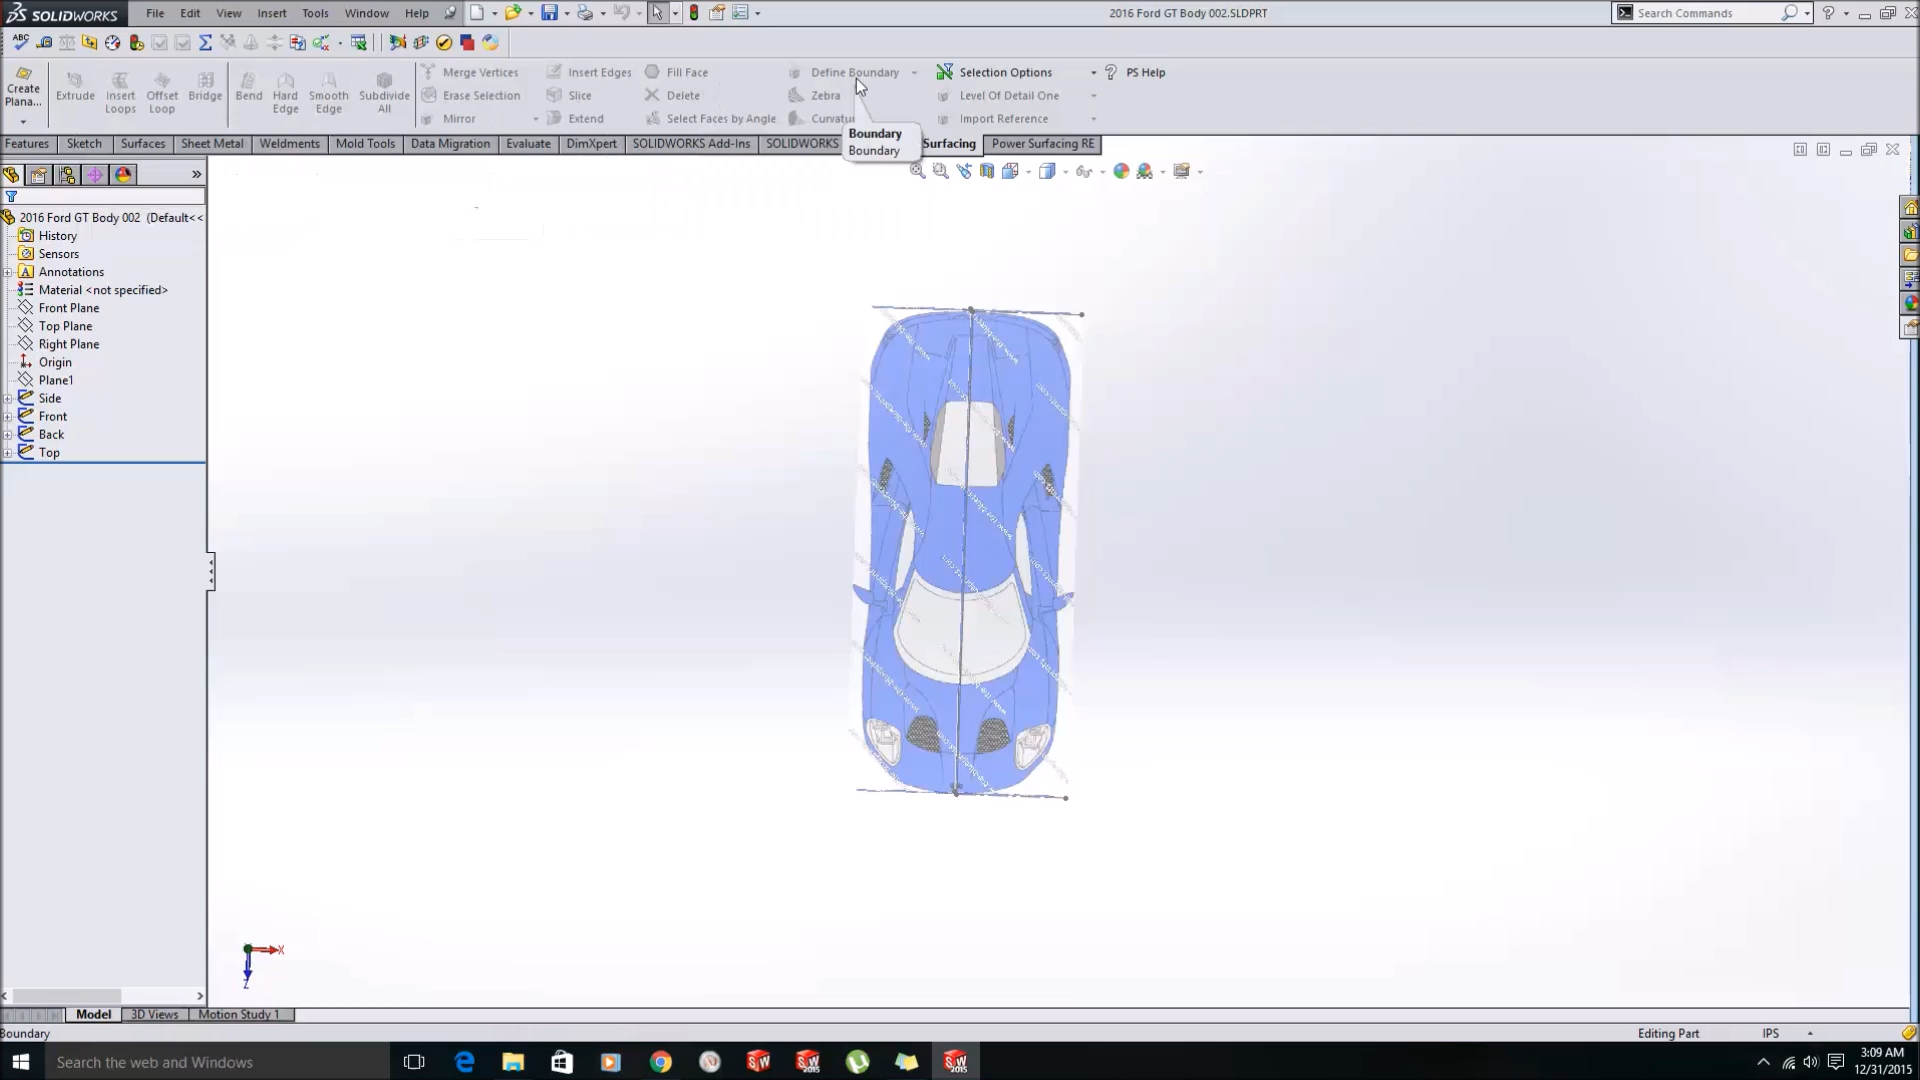 SOLIDWORKS File Edit View Insert Tools Window Help 2016 Ford GT Body 002.SLDPRT Search Commands
Create Plana... Extrude Insert Loops Offset Loop Bridge Bend Hard Edge Smooth Edge Subdivide All
Merge Vertices Insert Edges Fill Face Define Boundary Selection Options PS Help
Erase Selection Slice Delete Zebra Level Of Detail One
Mirror Extend Select Faces by Angle Curvatu Import Reference
Boundary
Boundary
Features Sketch Surfaces Sheet Metal Weldments Mold Tools Data Migration Evaluate DimXpert SOLIDWORKS Add-Ins SOLIDWORKS Surfacing Power Surfacing RE
2016 Ford GT Body 002 (Default<<
History
Sensors
Annotations
Material <not specified>
Front Plane
Top Plane
Right Plane
Origin
Plane1
Side
Front
Back
Top
X
Z
Model 3D Views Motion Study 1
Boundary Editing Part IPS
Search the web and Windows
3:09 AM
12/31/2015